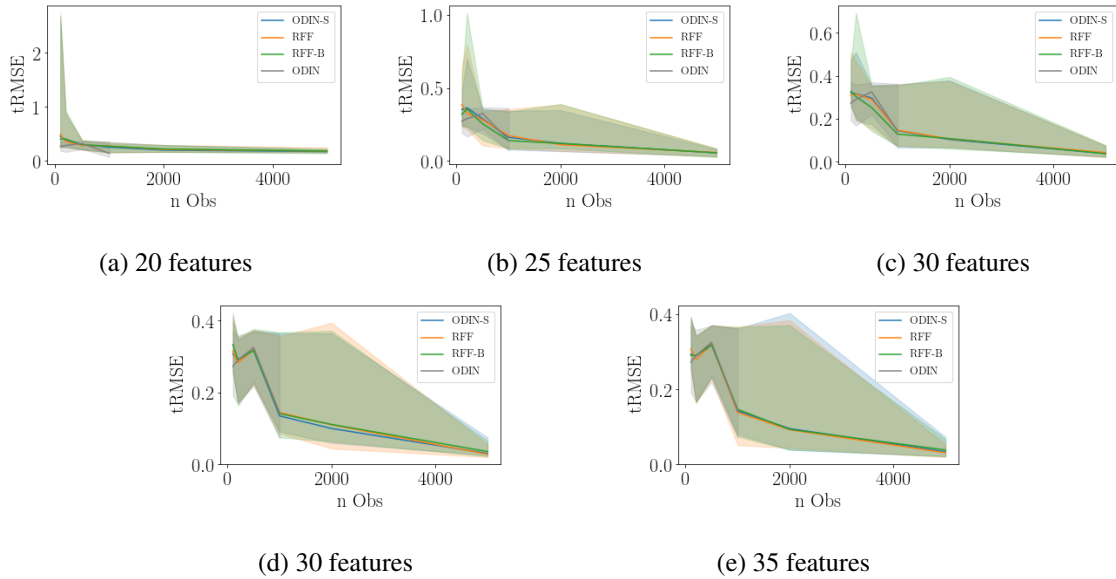 tRMSE
2
1
0
0
2000
4000
n Obs
ODIN-S
RFF
RFF-B
ODIN
(a) 20 features
tRMSE
1.0
0.5
0.0
0
2000
4000
n Obs
ODIN-S
RFF
RFF-B
ODIN
(b) 25 features
tRMSE
0.6
0.4
0.2
0.0
0
2000
4000
n Obs
ODIN-S
RFF
RFF-B
ODIN
(c) 30 features
tRMSE
0.4
0.2
0.0
0
2000
4000
n Obs
ODIN-S
RFF
RFF-B
ODIN
(d) 30 features
tRMSE
0.4
0.2
0.0
0
2000
4000
n Obs
ODIN-S
RFF
RFF-B
ODIN
(e) 35 features